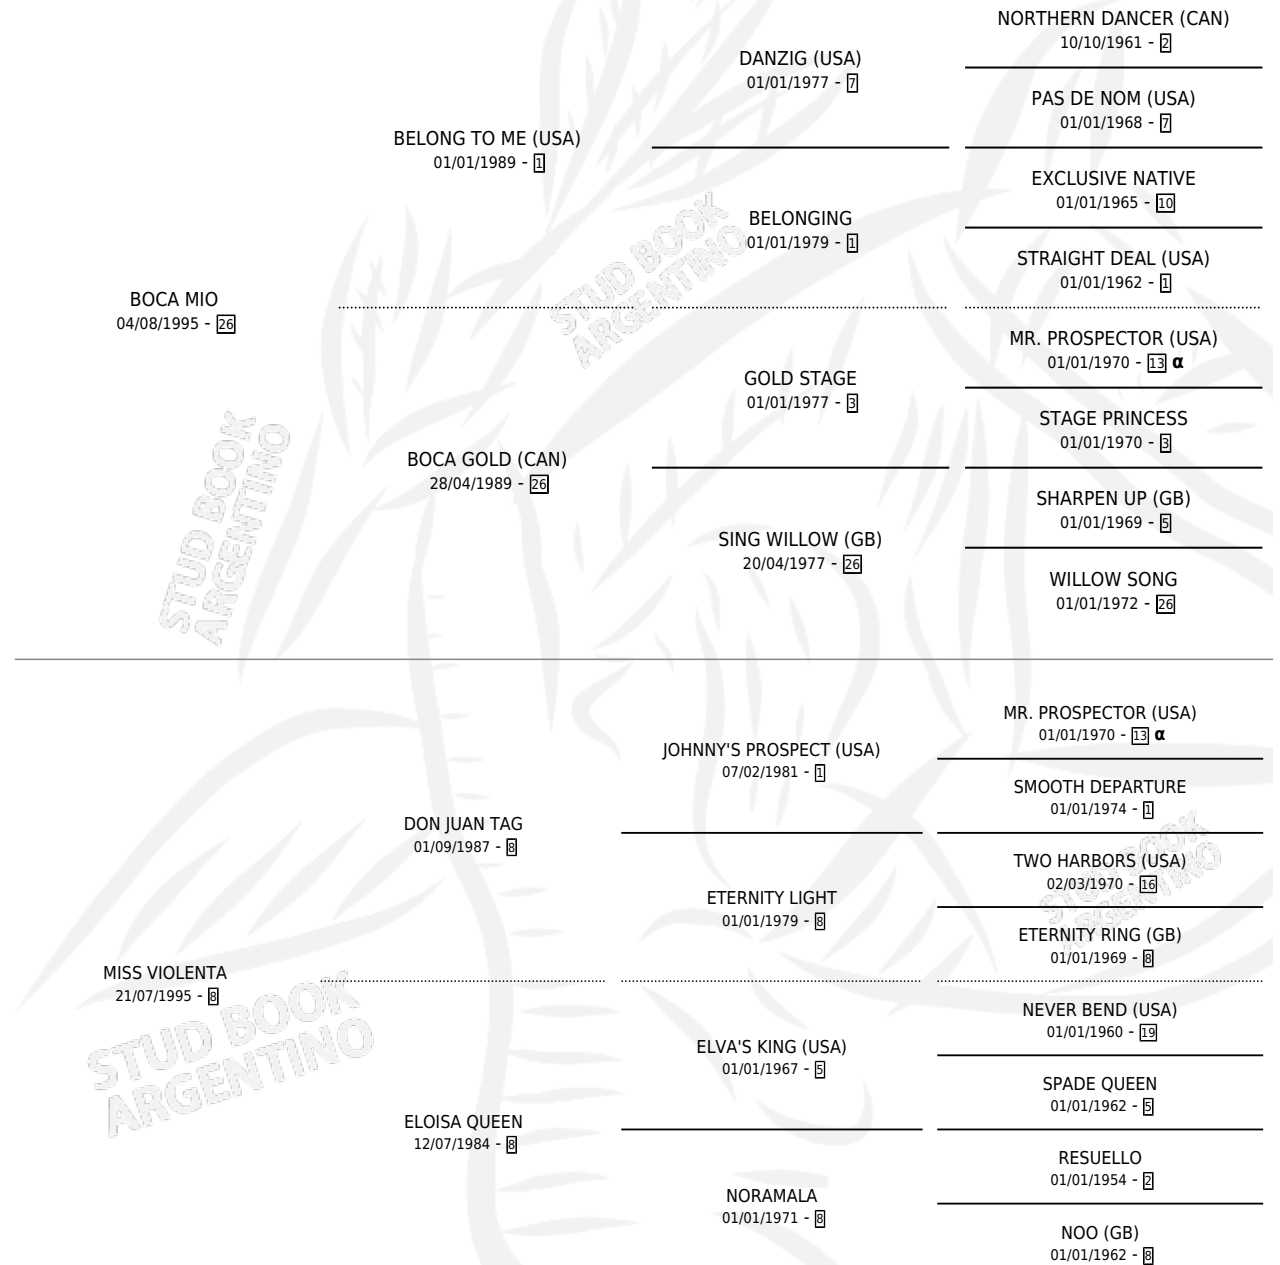 NORTHERN DANCER (CAN)
10/10/1961 - 2
DANZIG (USA)
01/01/1977 - 7
PAS DE NOM (USA)
01/01/1968 - 7
BELONG TO ME (USA)
01/01/1989 - 1
EXCLUSIVE NATIVE
01/01/1965 - 10
BELONGING
01/01/1979 - 1
STRAIGHT DEAL (USA)
01/01/1962 - 1
BOCA MIO
04/08/1995 - 26
MR. PROSPECTOR (USA)
01/01/1970 - 13 α
GOLD STAGE
01/01/1977 - 3
STAGE PRINCESS
01/01/1970 - 3
BOCA GOLD (CAN)
28/04/1989 - 26
SHARPEN UP (GB)
01/01/1969 - 5
SING WILLOW (GB)
20/04/1977 - 26
WILLOW SONG
01/01/1972 - 26
STUD BOOK
ARGENTINO
STUD BOOK
ARGENTINO
MR. PROSPECTOR (USA)
01/01/1970 - 13 α
JOHNNY'S PROSPECT (USA)
07/02/1981 - 1
SMOOTH DEPARTURE
01/01/1974 - 1
DON JUAN TAG
01/09/1987 - 8
TWO HARBORS (USA)
02/03/1970 - 16
ETERNITY LIGHT
01/01/1979 - 8
ETERNITY RING (GB)
01/01/1969 - 8
MISS VIOLENTA
21/07/1995 - 8
NEVER BEND (USA)
01/01/1960 - 19
ELVA'S KING (USA)
01/01/1967 - 5
SPADE QUEEN
01/01/1962 - 5
ELOISA QUEEN
12/07/1984 - 8
RESUELLO
01/01/1954 - 2
NORAMALA
01/01/1971 - 8
NOO (GB)
01/01/1962 - 8
STUD BOOK
ARGENTINO
STUD BOOK
ARGENTINO